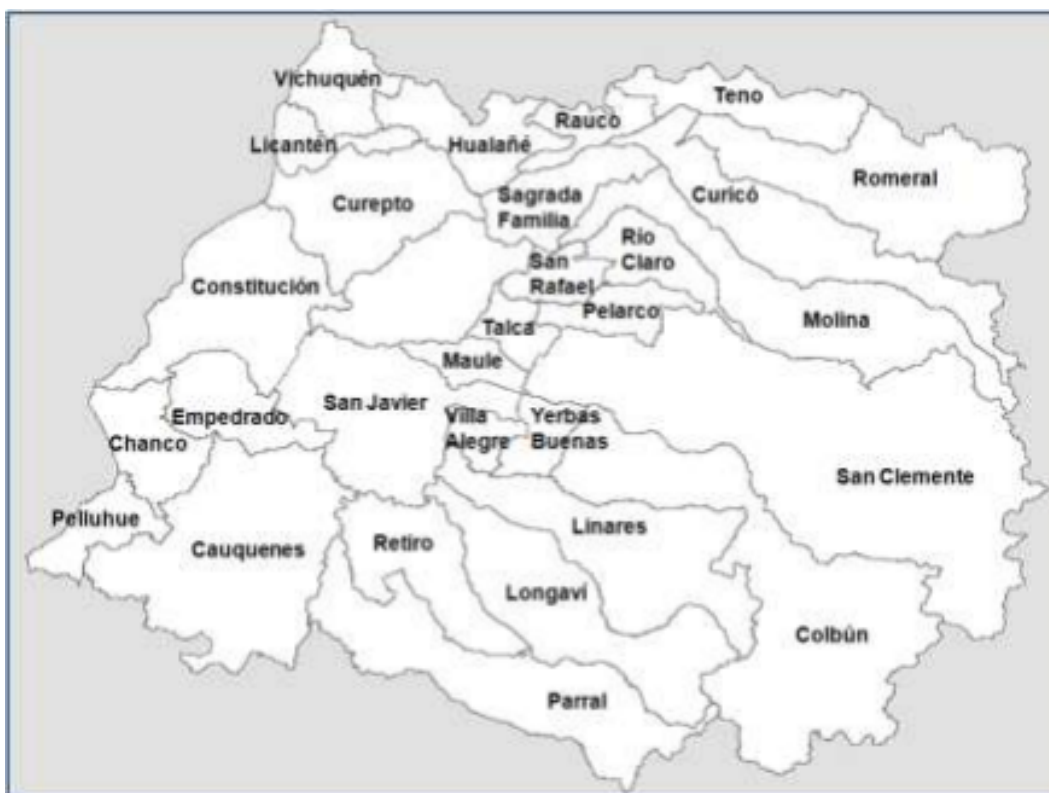 Vichuquén
Teno
Rauco
Licantén
Hualañé
Romeral
Sagrada
Familia
Curicó
Curepto
Río
Claro
San
Rafael
Constitución
Pelarco
Molina
Talca
Maule
San Javier
Empedrado
Villa
Alegre
Yerbas
Buenas
Chanco
San Clemente
Pelluhue
Linares
Cauquenes
Retiro
Longaví
Colbún
Parral